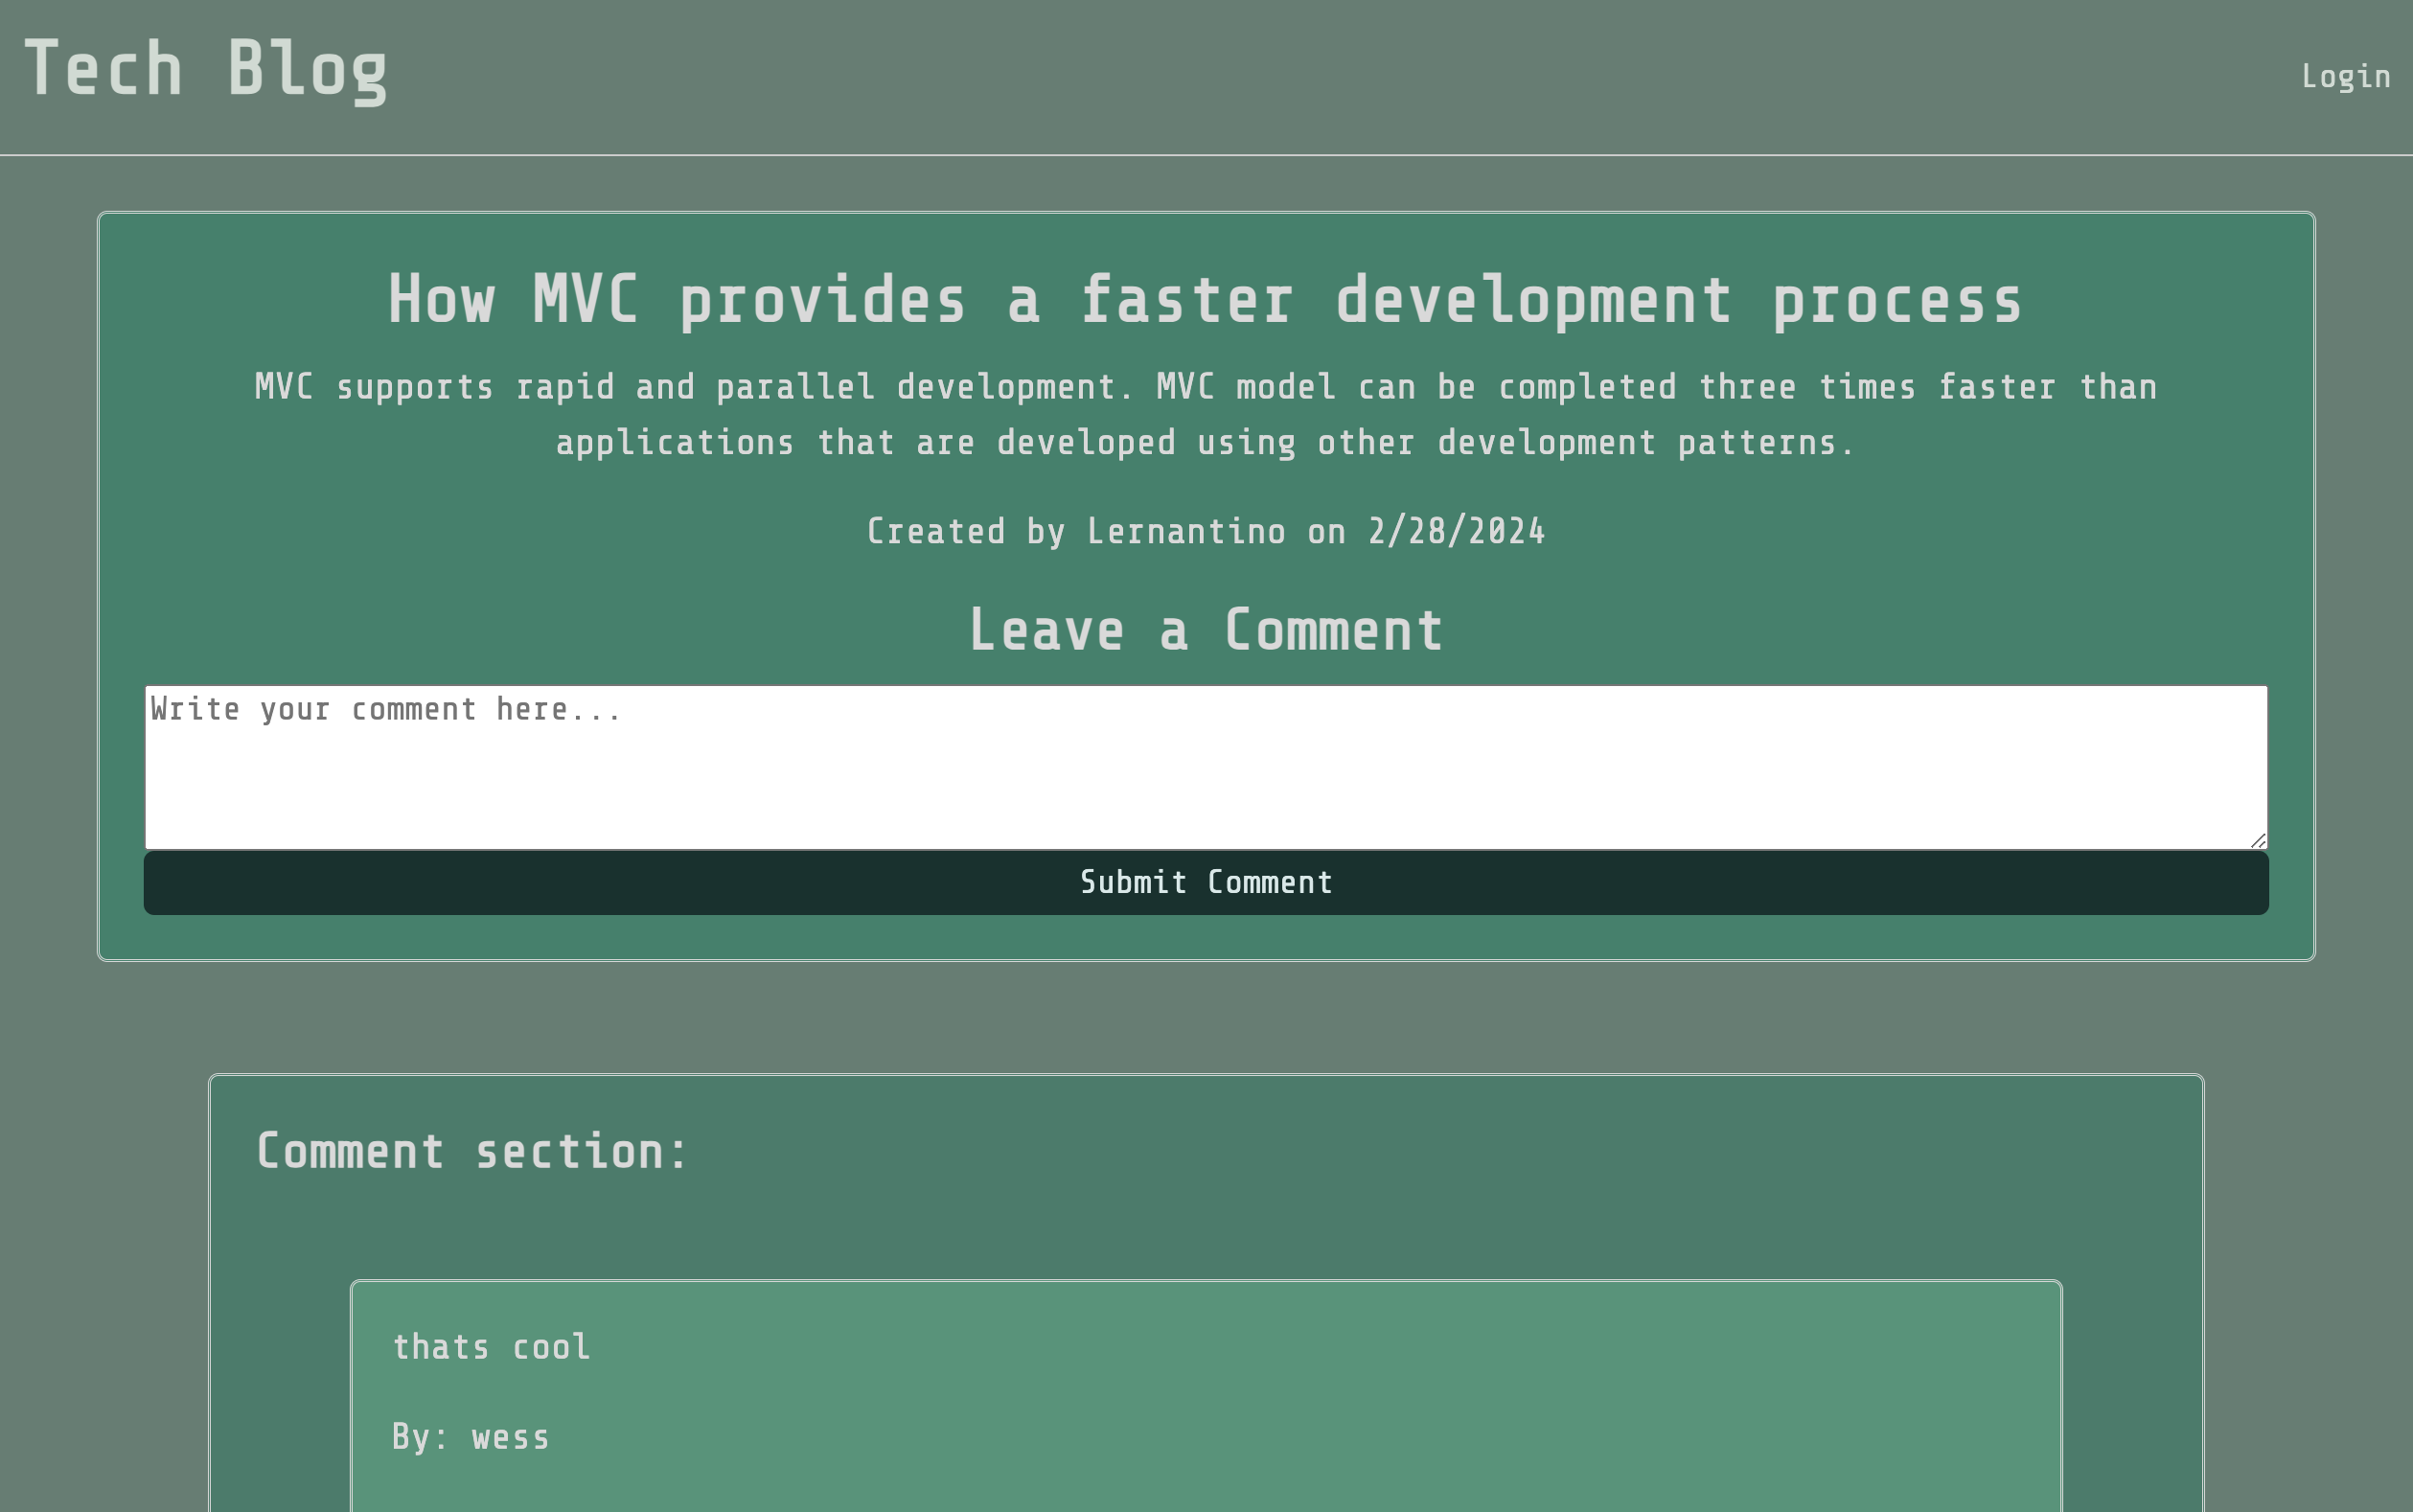 Tech Blog
Login
How MVC provides a faster development process
MVC supports rapid and parallel development. MVC model can be completed three times faster than
applications that are developed using other development patterns.
Created by Lernantino on 2/28/2024
Leave a Comment
Write your comment here...
Submit Comment
Comment section:
thats cool
By: wess